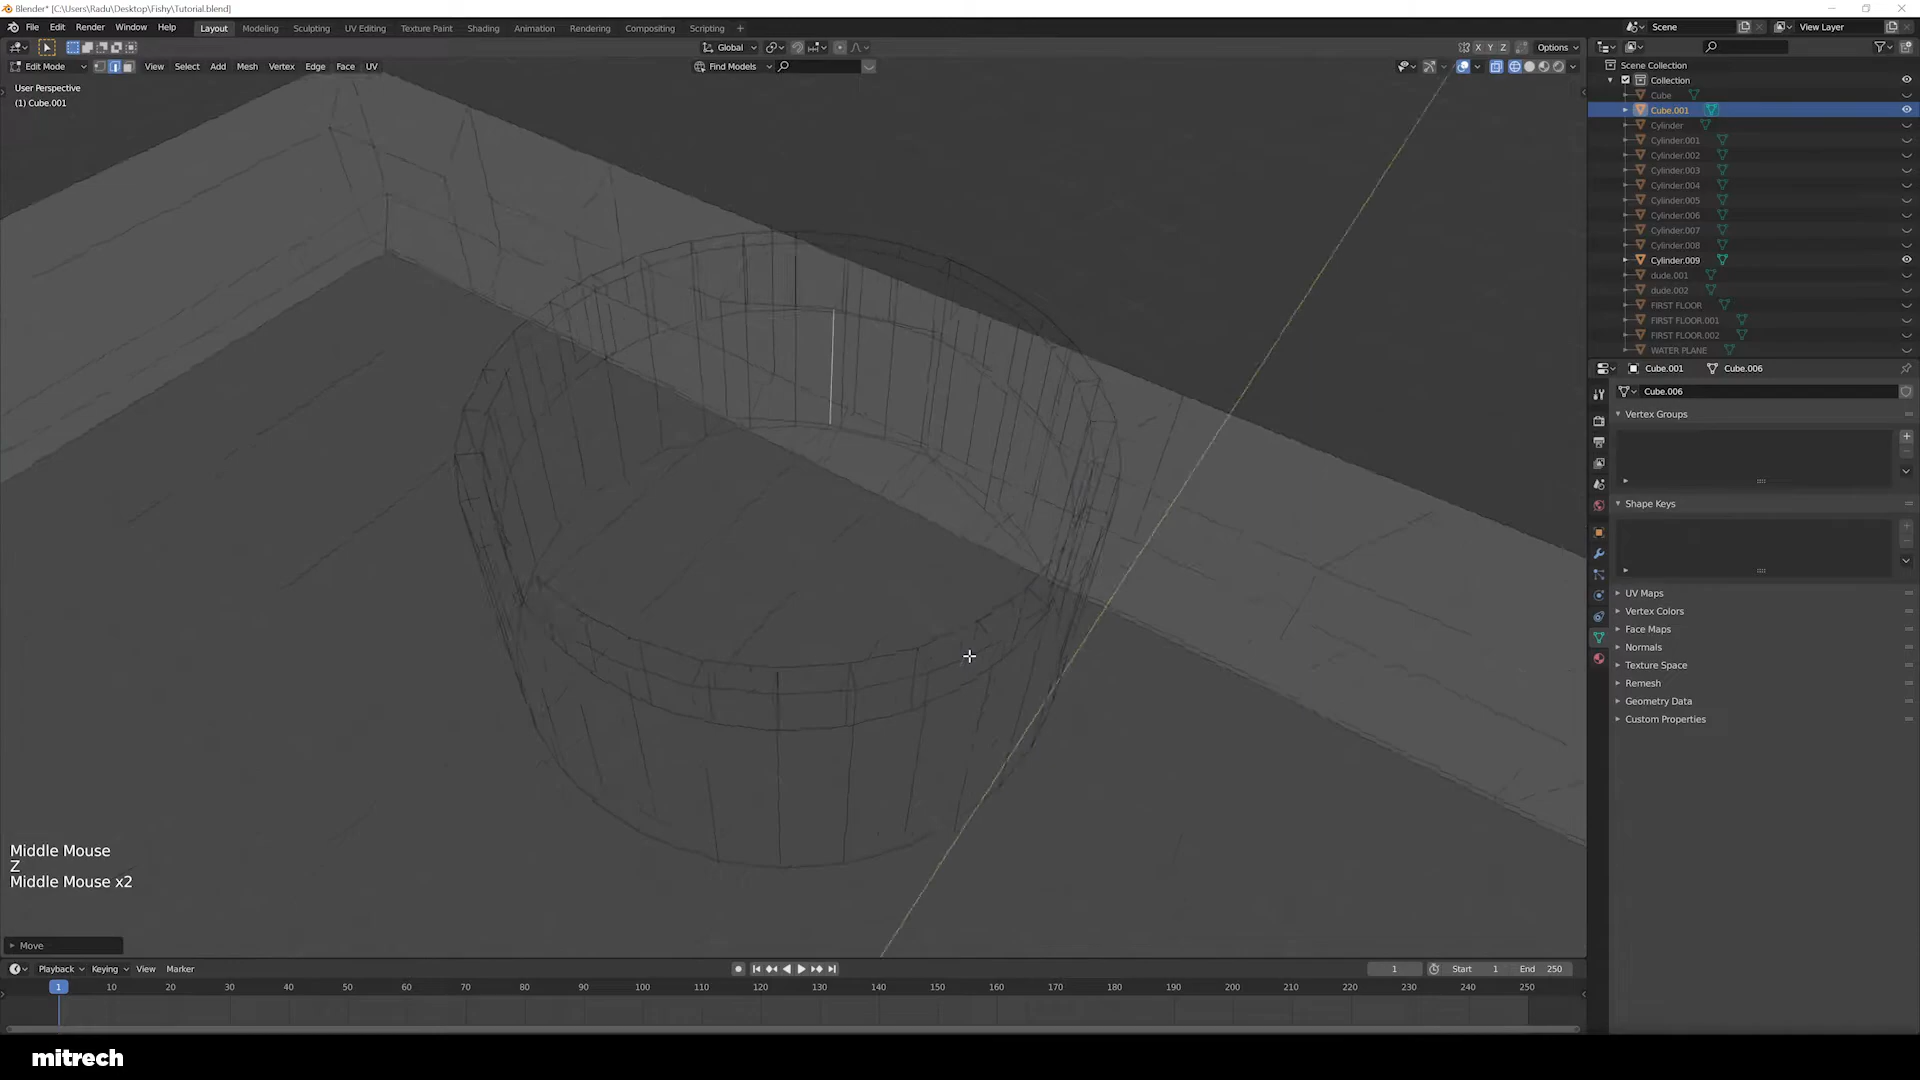 Blender* [C:\Users\Radu\Desktop\Fishy\Tutorial.blend]
File Edit Render Window Help Layout Modeling Sculpting UV Editing Texture Paint Shading Animation Rendering Compositing Scripting + Scene View Layer
Global X Y Z Options
Edit Mode View Select Add Mesh Vertex Edge Face UV Find Models
User Perspective
(1) Cube.001
Scene Collection
Collection
Cube
Cube.001
Cylinder
Cylinder.001
Cylinder.002
Cylinder.003
Cylinder.004
Cylinder.005
Cylinder.006
Cylinder.007
Cylinder.008
Cylinder.009
dude.001
dude.002
FIRST FLOOR
FIRST FLOOR.001
FIRST FLOOR.002
WATER PLANE
Cube.001 Cube.006
Cube.006
Vertex Groups
Shape Keys
UV Maps
Vertex Colors
Face Maps
Normals
Texture Space
Remesh
Geometry Data
Custom Properties
Middle Mouse
Z
Middle Mouse x2
Move
Playback Keying View Marker 1 Start 1 End 250
1 10 20 30 40 50 60 70 80 90 100 110 120 130 140 150 160 170 180 190 200 210 220 230 240 250
mitrech